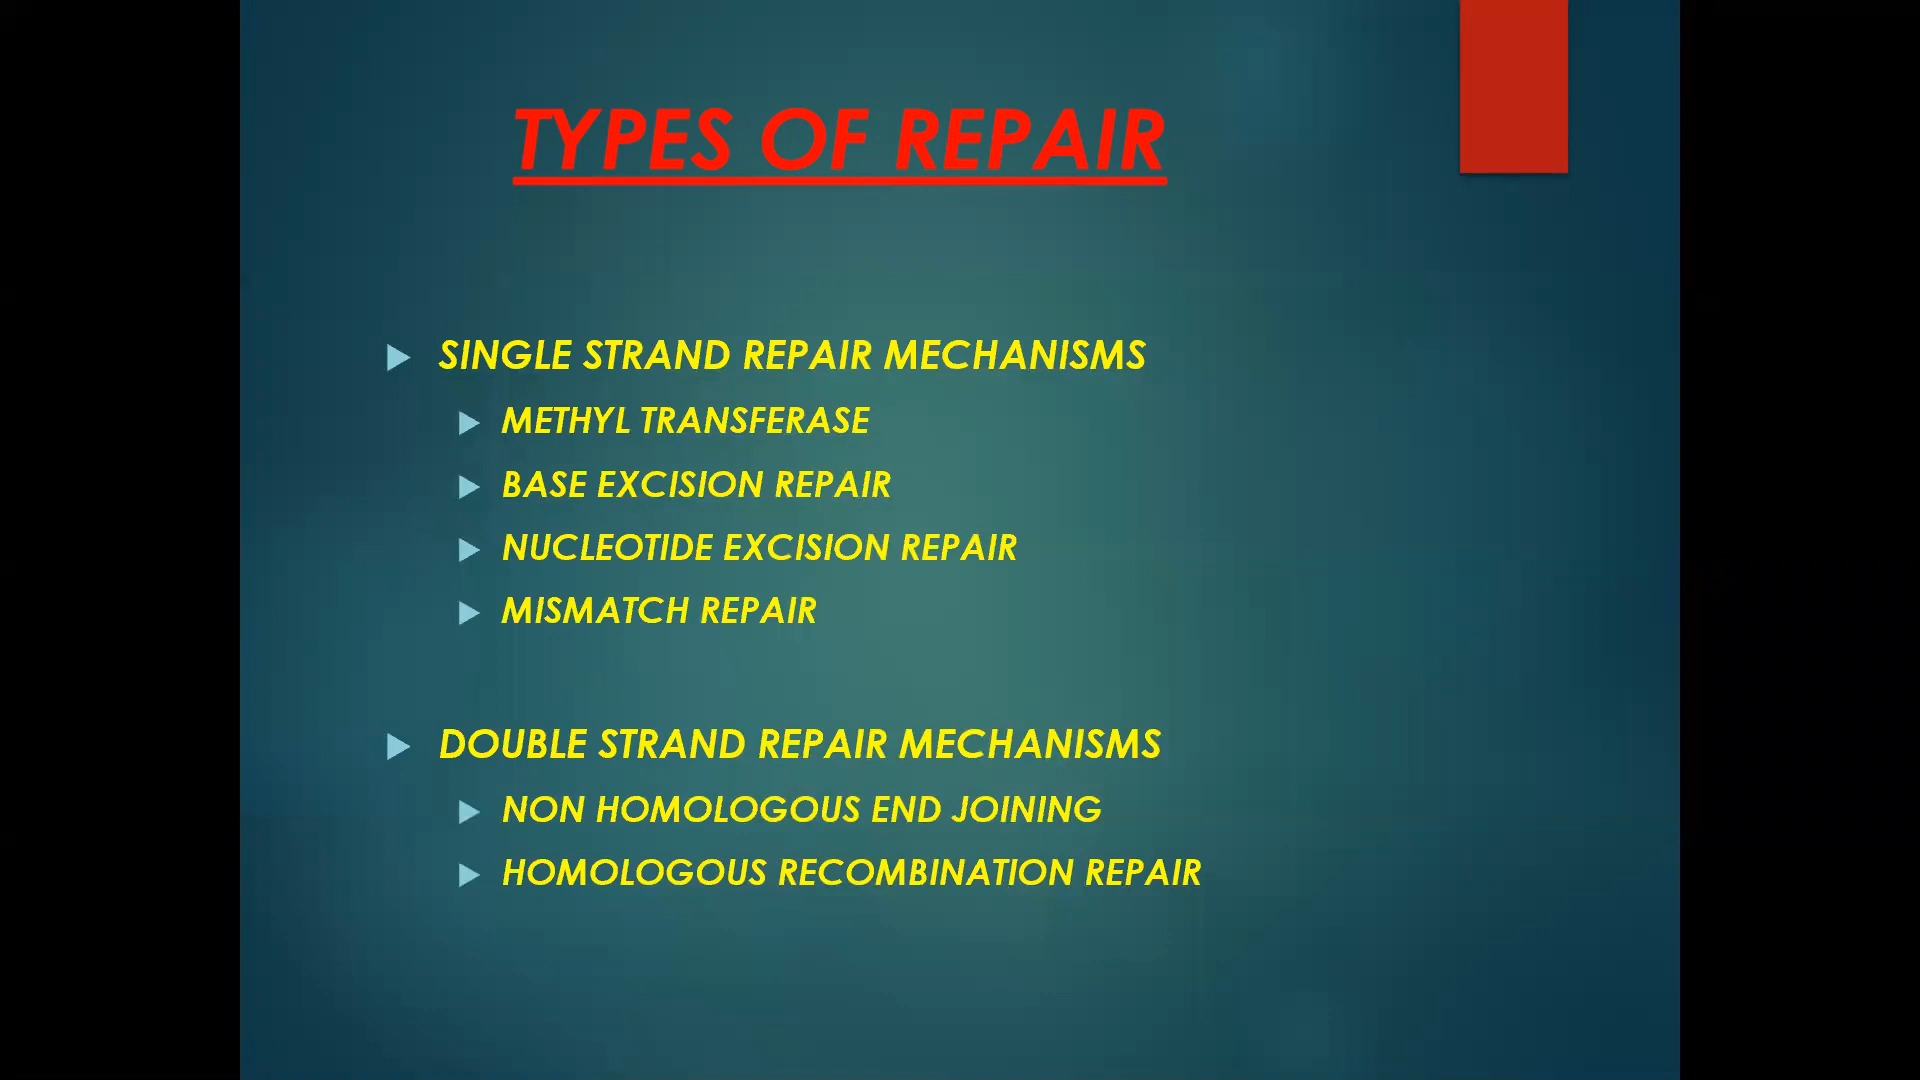 TYPES OF REPAIR
SINGLE STRAND REPAIR MECHANISMS
METHYL TRANSFERASE
BASE EXCISION REPAIR
NUCLEOTIDE EXCISION REPAIR
MISMATCH REPAIR
DOUBLE STRAND REPAIR MECHANISMS
NON HOMOLOGOUS END JOINING
HOMOLOGOUS RECOMBINATION REPAIR